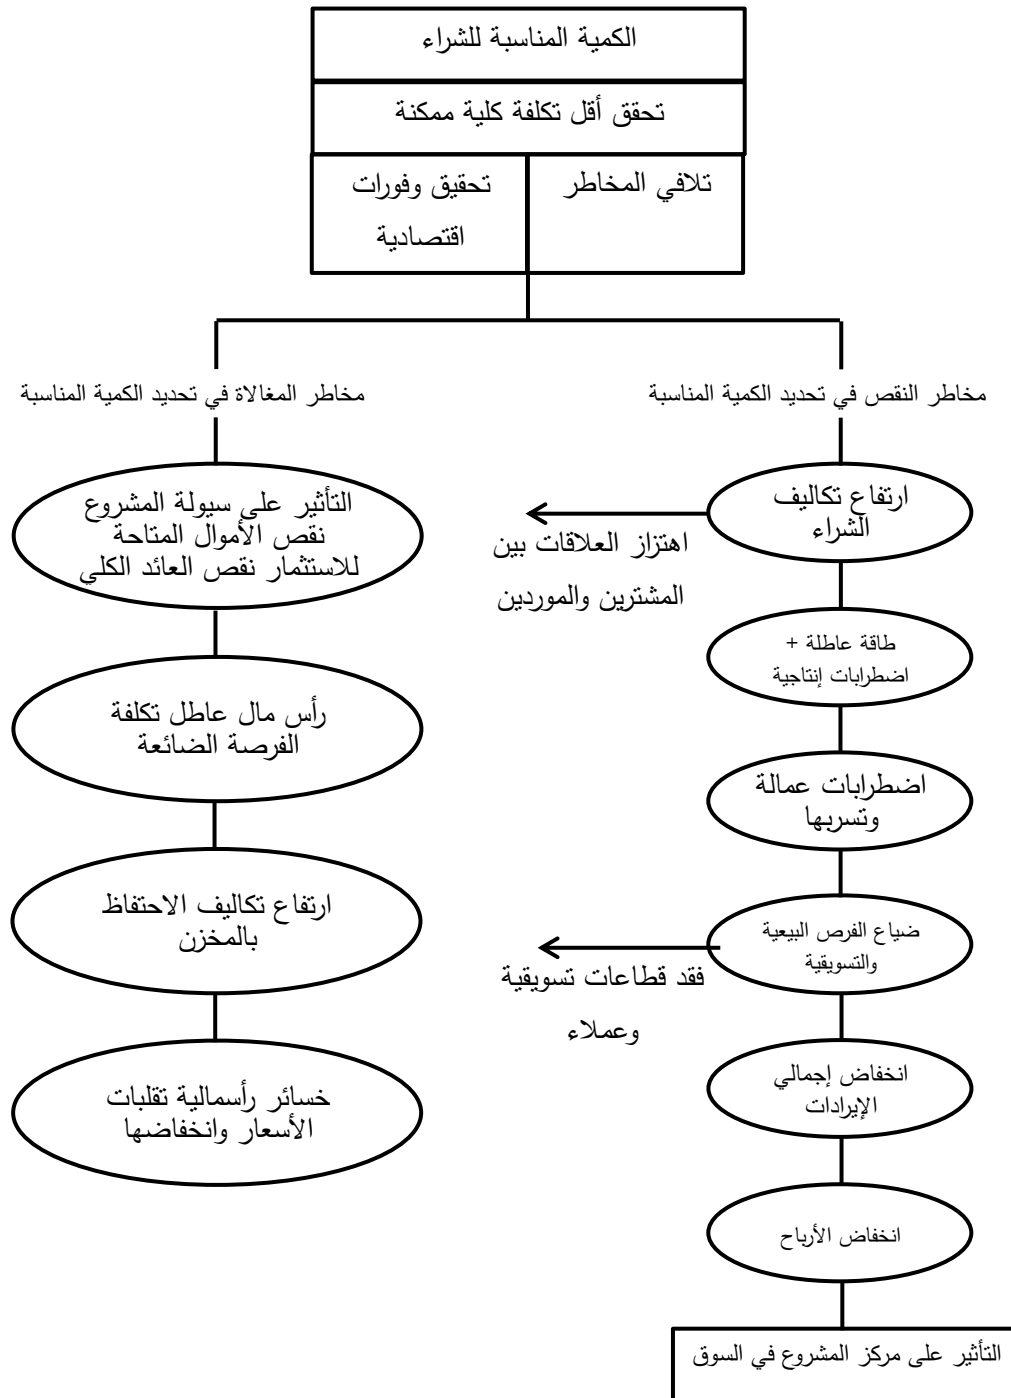 الكمية المناسبة للشراء
تحقق أقل تكلفة كلية ممكنة
تلافي المخاطر
تحقيق وفورات
اقتصادية
مخاطر النقص في تحديد الكمية المناسبة
ارتفاع تكاليف
الشراء
اهتزاز العلاقات بين
المشترين والموردين
طاقة عاطلة +
اضطرابات إنتاجية
اضطرابات عمالة
وتسربها
ضياع الفرص البيعية
والتسويقية
فقد قطاعات تسويقية
وعملاء
انخفاض إجمالي
الإيرادات
انخفاض الأرباح
التأثير على مركز المشروع في السوق
مخاطر المغالاة في تحديد الكمية المناسبة
التأثير على سيولة المشروع
نقص الأموال المتاحة
للاستثمار نقص العائد الكلي
رأس مال عاطل تكلفة
الفرصة الضائعة
ارتفاع تكاليف الاحتفاظ
بالمخزن
خسائر رأسمالية تقلبات
الأسعار وانخفاضها